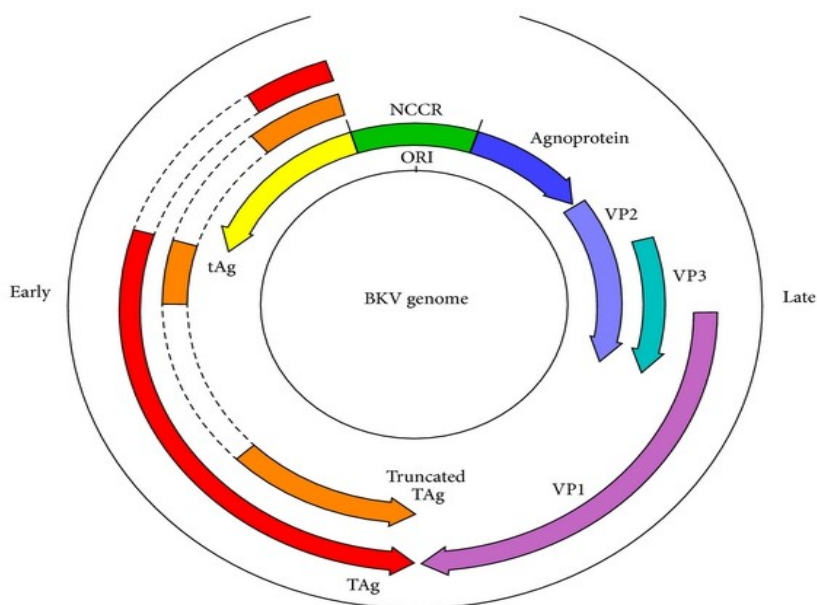 NCCR
Agnoprotein
ORI
VP2
tAg
VP3
Early
BKV genome
Late
Truncated
TAg
VP1
TAg